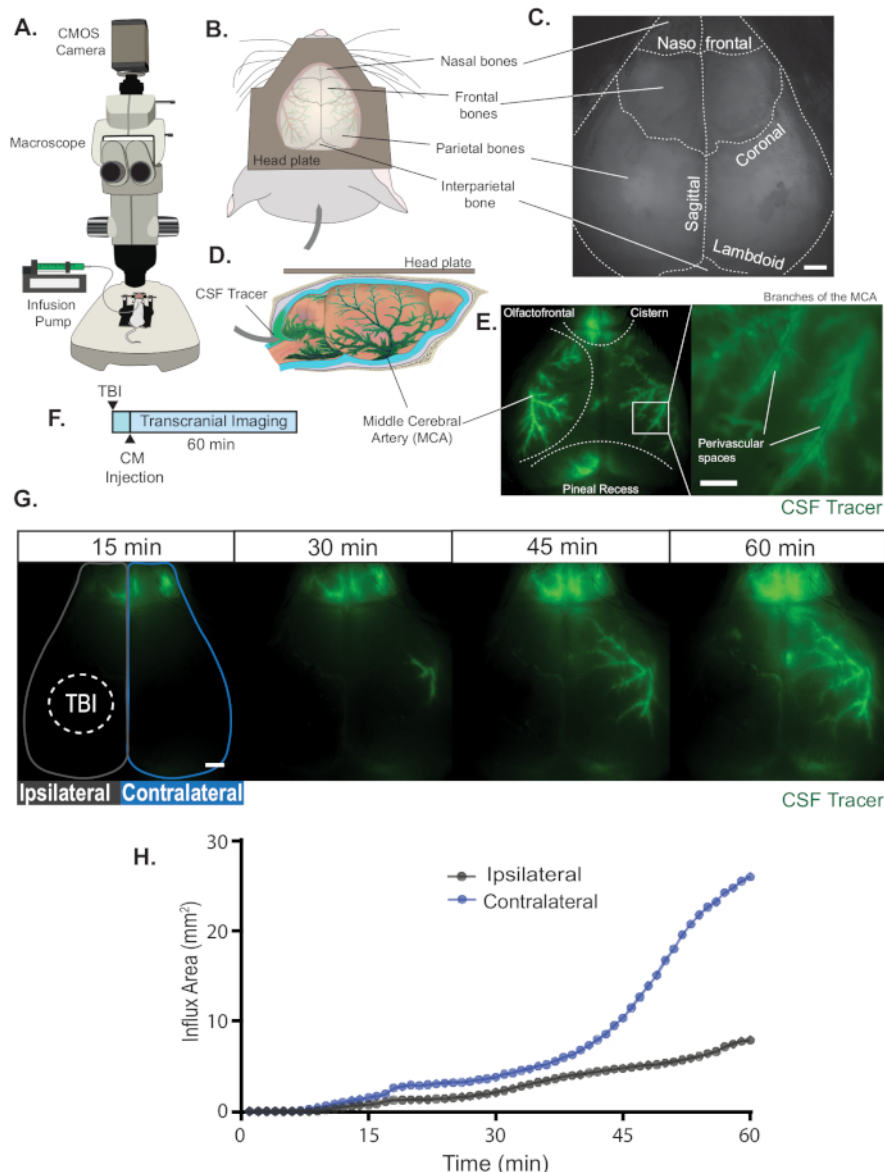 A.
CMOS
Camera
Macroscope
Infusion
Pump
B.
Head plate
Nasal bones
Frontal
bones
Parietal bones
Interparietal
bone
C.
Naso frontal
Coronal
Sagittal
Lambdoid
D.
Head plate
CSF Tracer
Middle Cerebral
Artery (MCA)
E.
Branches of the MCA
Olfactofrontal Cistern
Pineal Recess
Perivascular
spaces
CSF Tracer
F.
TBI
Transcranial Imaging
60 min
CM
Injection
G.
15 min
30 min
45 min
60 min
TBI
Ipsilateral Contralateral
CSF Tracer
H.
Ipsilateral
Contralateral
Influx Area (mm²)
30
20
10
0
0
15
30
45
60
Time (min)